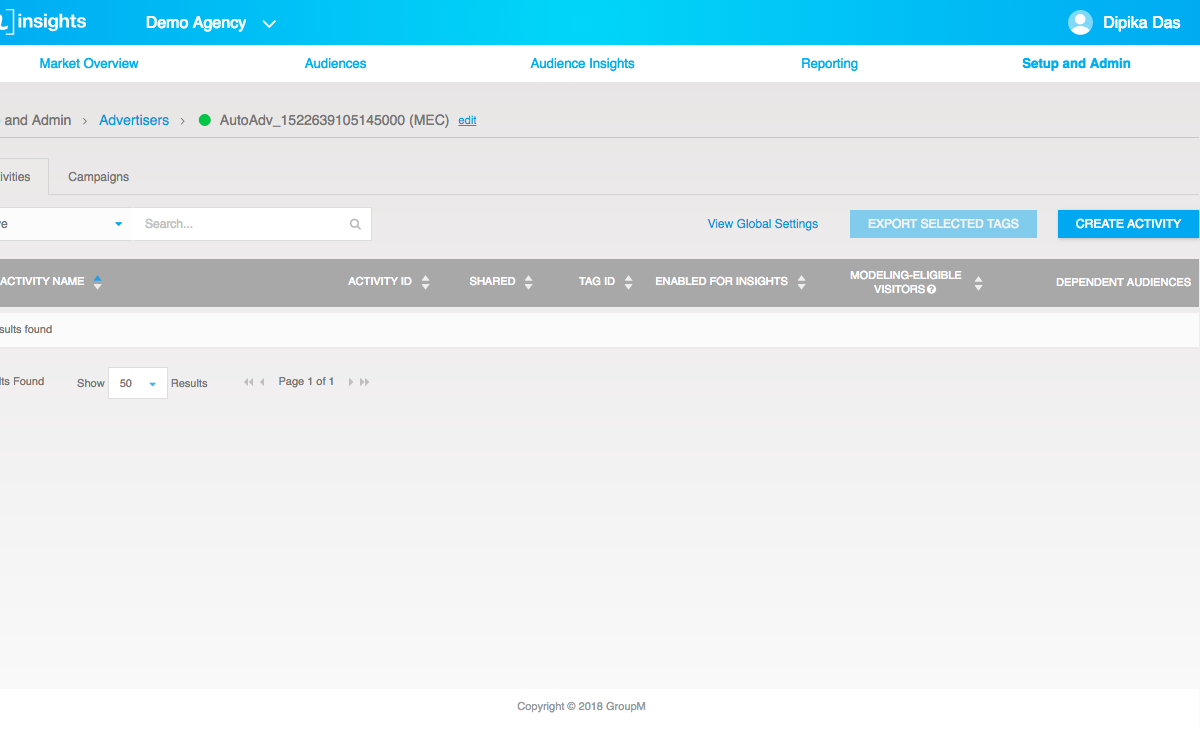 insights Demo Agency Dipika Das
Market Overview Audiences Audience Insights Reporting Setup and Admin
and Admin › Advertisers › AutoAdv_1522639105145000 (MEC) edit
ivities Campaigns
e Search... View Global Settings EXPORT SELECTED TAGS CREATE ACTIVITY
ACTIVITY NAME ACTIVITY ID SHARED TAG ID ENABLED FOR INSIGHTS MODELING-ELIGIBLE
VISITORS DEPENDENT AUDIENCES
sults found
lts Found Show 50 Results Page 1 of 1
Copyright © 2018 GroupM